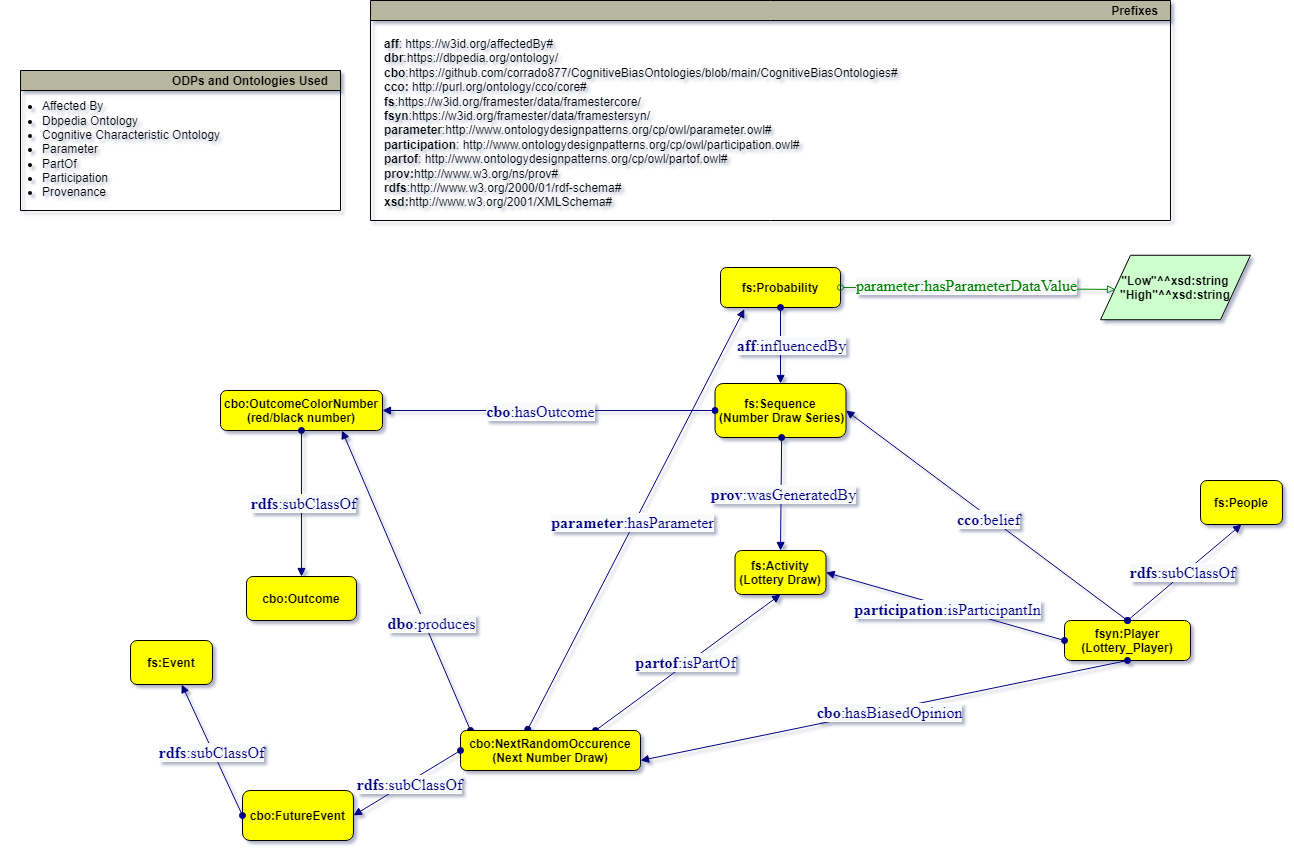 Prefixes
aff: https://w3id.org/affectedBy#
dbr:https://dbpedia.org/ontology/
cbo:https://github.com/corrado877/CognitiveBiasOntologies/blob/main/CognitiveBiasOntologies#
cco: http://purl.org/ontology/cco/core#
fs:https://w3id.org/framester/data/framestercore/
fsyn:https://w3id.org/framester/data/framestersyn/
parameter:http://www.ontologydesignpatterns.org/cp/owl/parameter.owl#
participation: http://www.ontologydesignpatterns.org/cp/owl/participation.owl#
partof: http://www.ontologydesignpatterns.org/cp/owl/partof.owl#
prov:http://www.w3.org/ns/prov#
rdfs:http://www.w3.org/2000/01/rdf-schema#
xsd:http://www.w3.org/2001/XMLSchema#
ODPs and Ontologies Used
Affected By
Dbpedia Ontology
Cognitive Characteristic Ontology
Parameter
PartOf
Participation
Provenance
fs:Probability
parameter:hasParameterDataValue
"Low"^^xsd:string
"High"^^xsd:string
aff:influencedBy
cbo:OutcomeColorNumber
(red/black number)
cbo:hasOutcome
fs:Sequence
(Number Draw Series)
rdfs:subClassOf
prov:wasGeneratedBy
fs:People
parameter:hasParameter
cco:belief
fs:Activity
(Lottery Draw)
rdfs:subClassOf
cbo:Outcome
participation:isParticipantIn
dbo:produces
fsyn:Player
(Lottery_Player)
fs:Event
partof:isPartOf
cbo:hasBiasedOpinion
rdfs:subClassOf
cbo:NextRandomOccurence
(Next Number Draw)
rdfs:subClassOf
cbo:FutureEvent